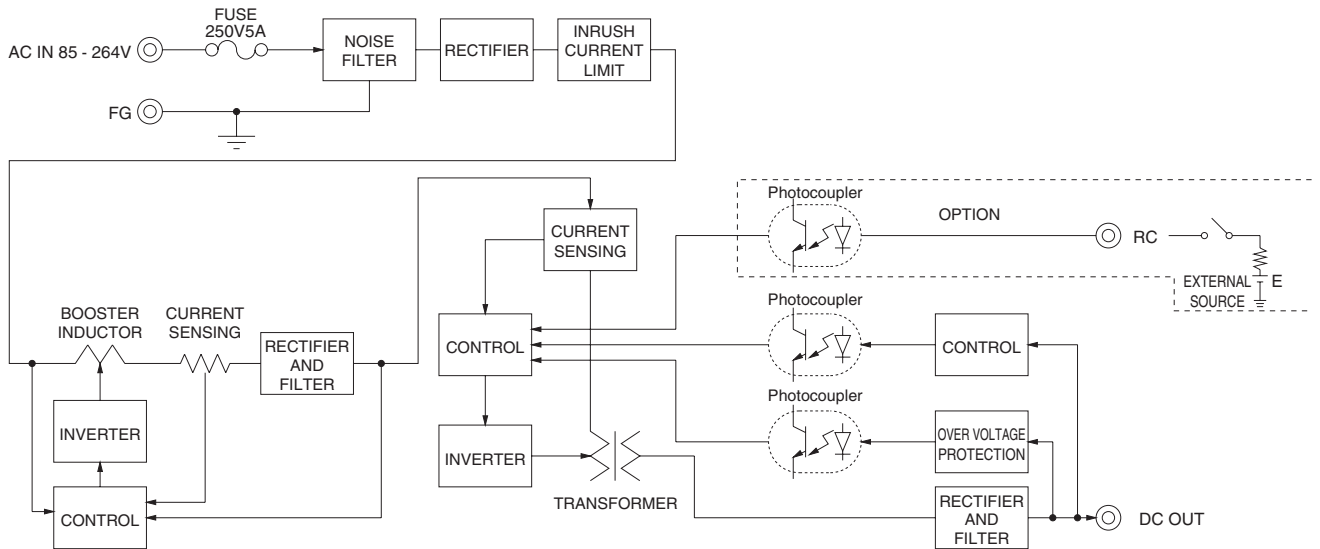 FUSE
250V5A
AC IN 85 - 264V
NOISE
FILTER
RECTIFIER
INRUSH
CURRENT
LIMIT
FG
Photocoupler
OPTION
RC
E
EXTERNAL
SOURCE
CURRENT
SENSING
BOOSTER
INDUCTOR
CURRENT
SENSING
RECTIFIER
AND
FILTER
CONTROL
Photocoupler
CONTROL
Photocoupler
INVERTER
INVERTER
OVER VOLTAGE
PROTECTION
TRANSFORMER
CONTROL
RECTIFIER
AND
FILTER
DC OUT